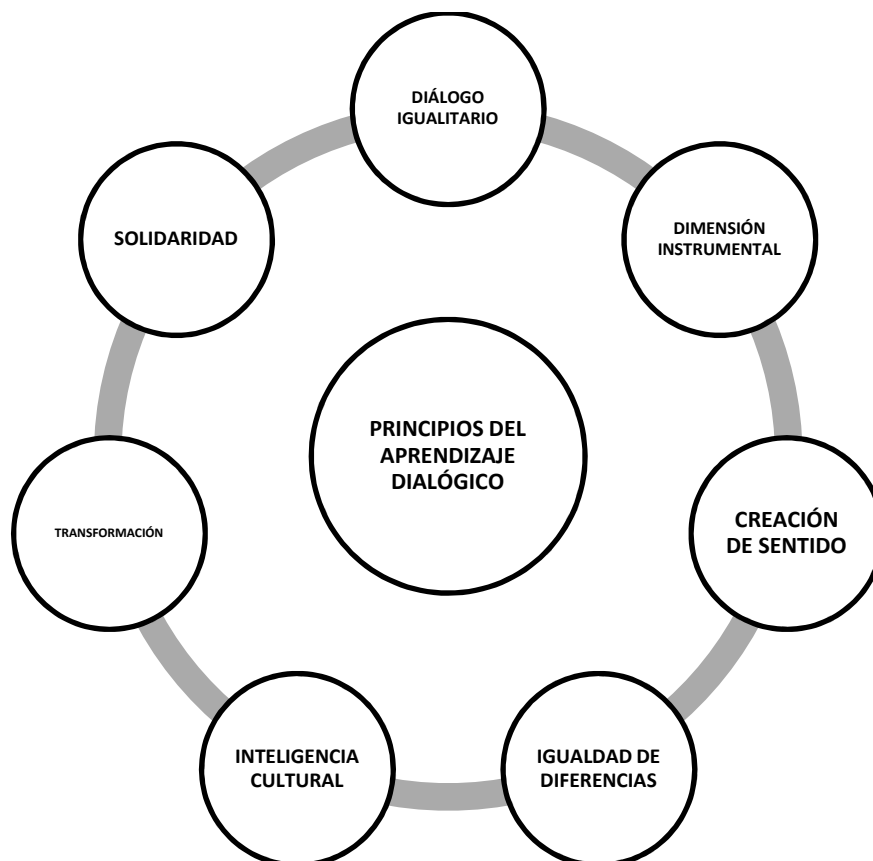 DIÁLOGO
IGUALITARIO
DIMENSIÓN
INSTRUMENTAL
CREACIÓN
DE SENTIDO
IGUALDAD DE
DIFERENCIAS
INTELIGENCIA
CULTURAL
TRANSFORMACIÓN
SOLIDARIDAD
PRINCIPIOS DEL
APRENDIZAJE
DIALÓGICO